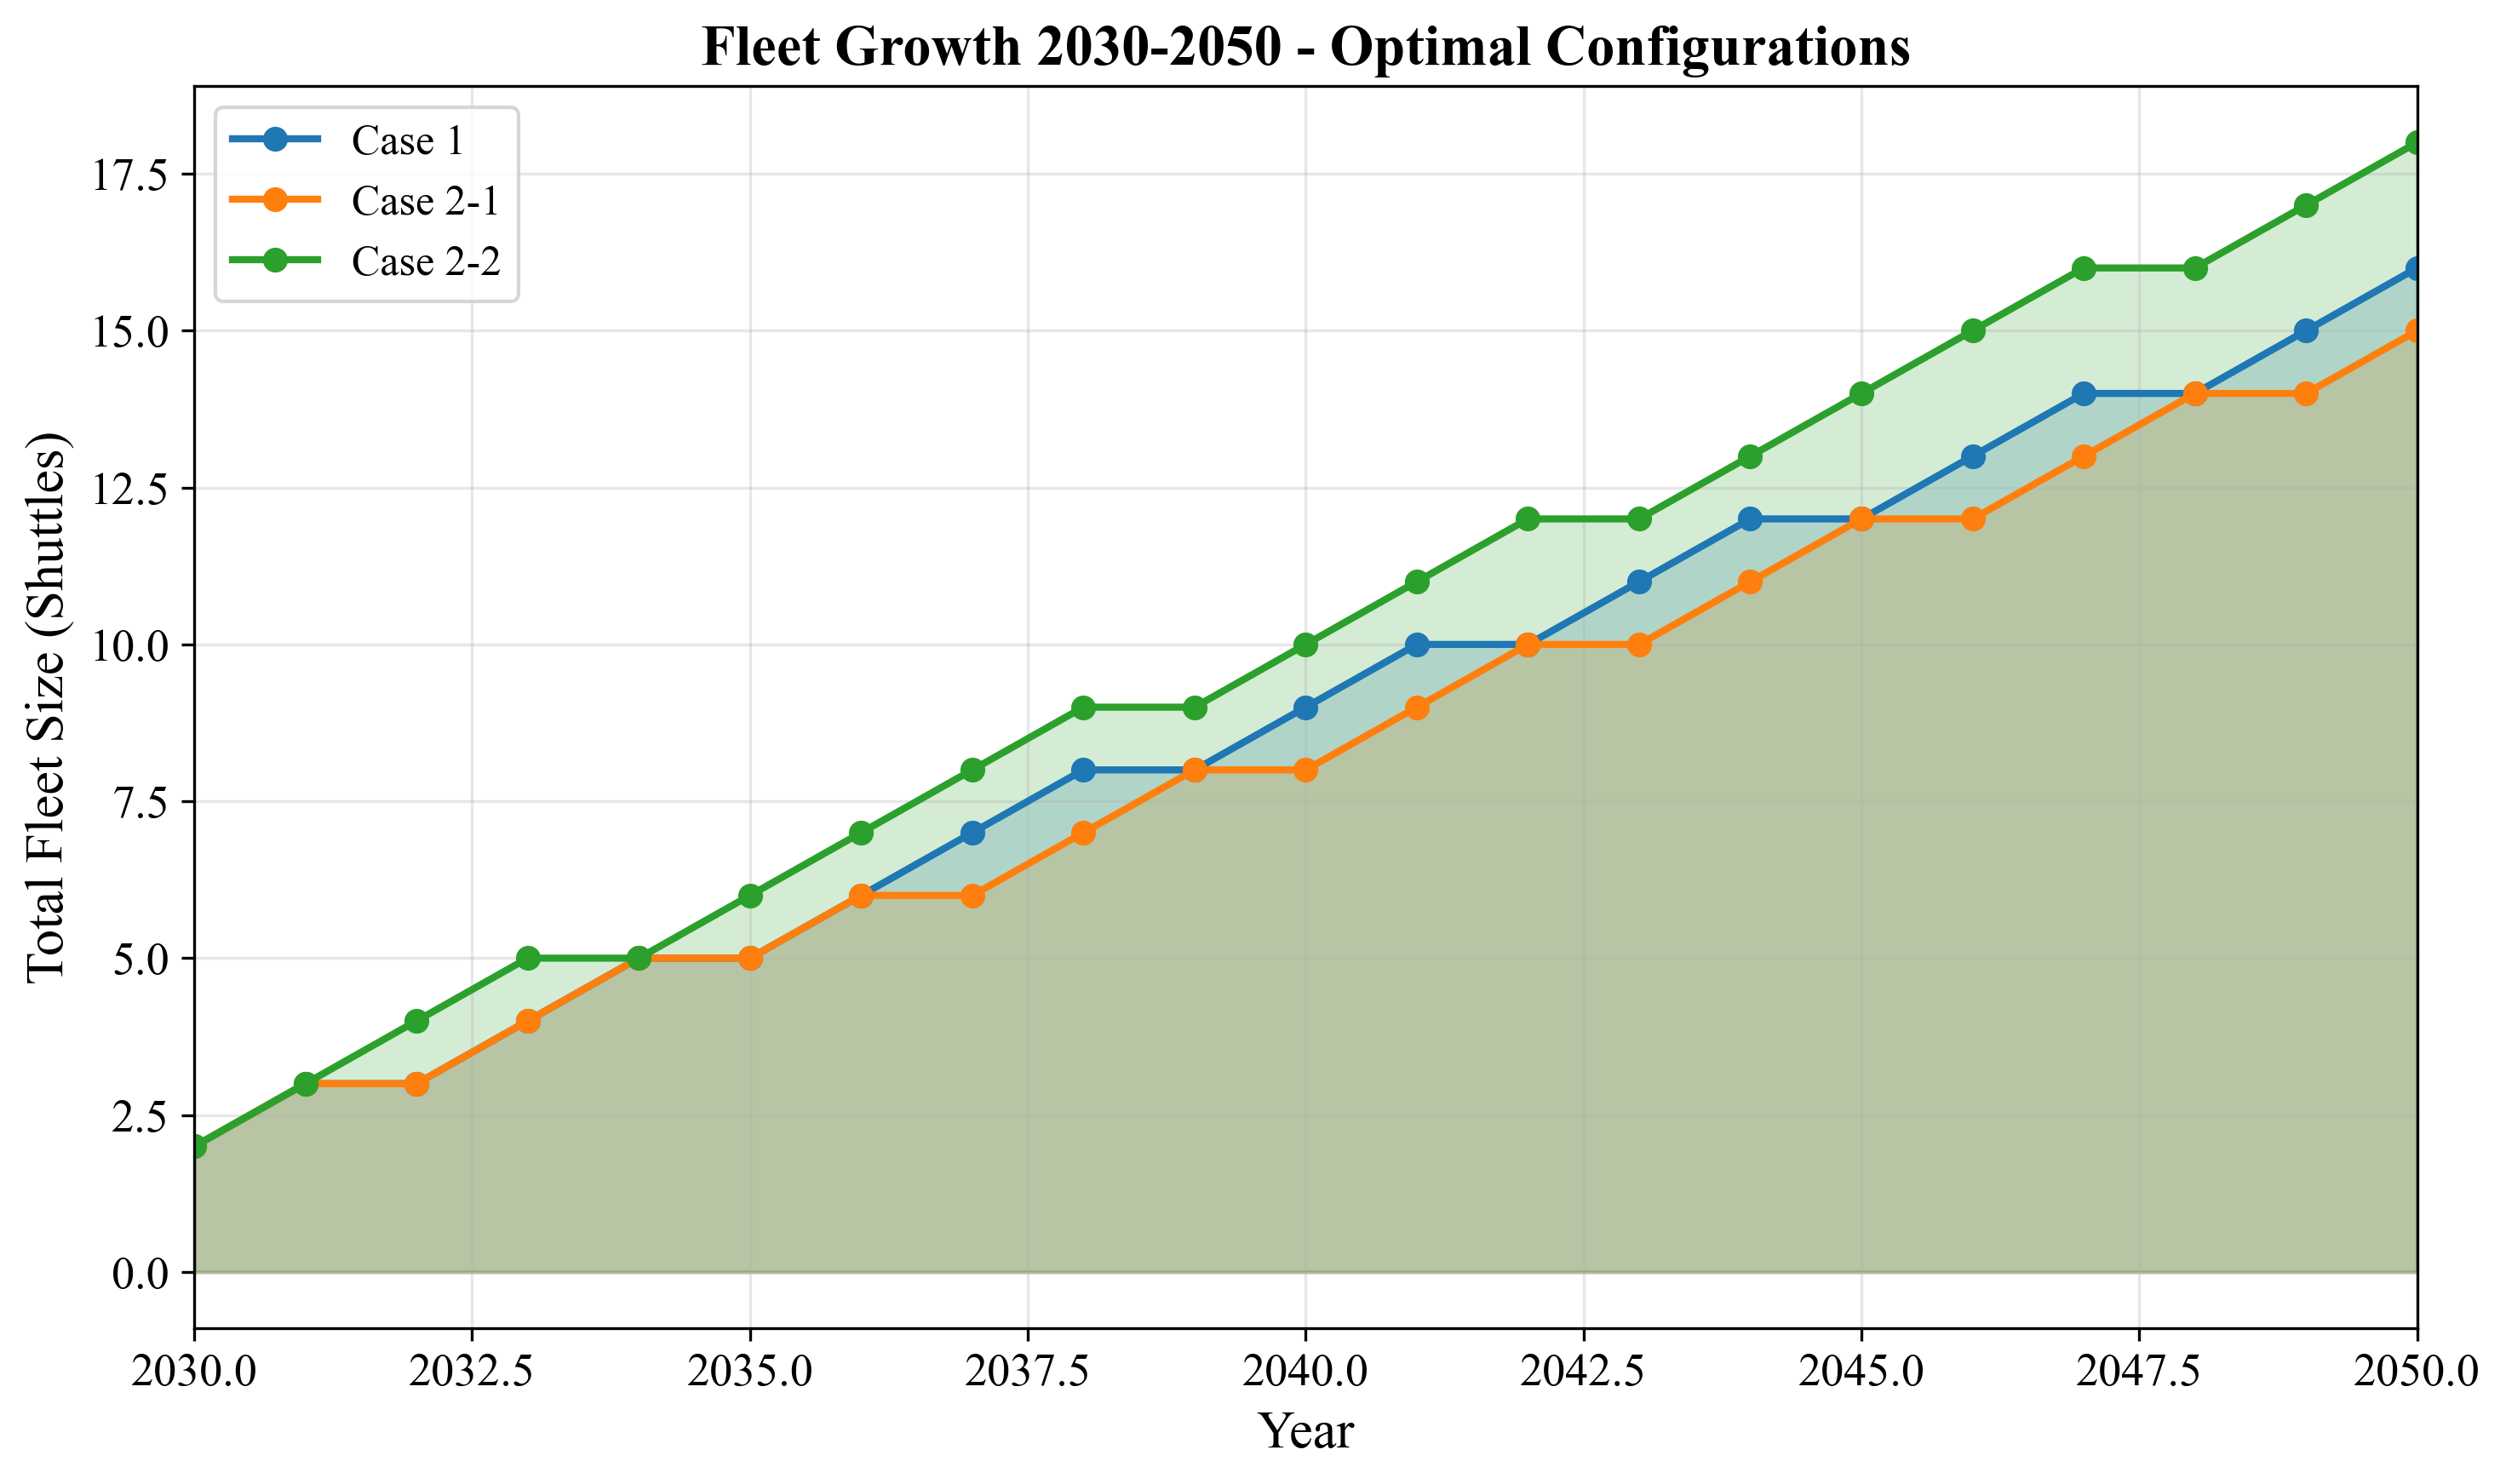 Fleet Growth 2030-2050 - Optimal Configurations
Case 1
Case 2-1
Case 2-2
Total Fleet Size (Shuttles)
17.5
15.0
12.5
10.0
7.5
5.0
2.5
0.0
2030.0 2032.5 2035.0 2037.5 2040.0 2042.5 2045.0 2047.5 2050.0
Year